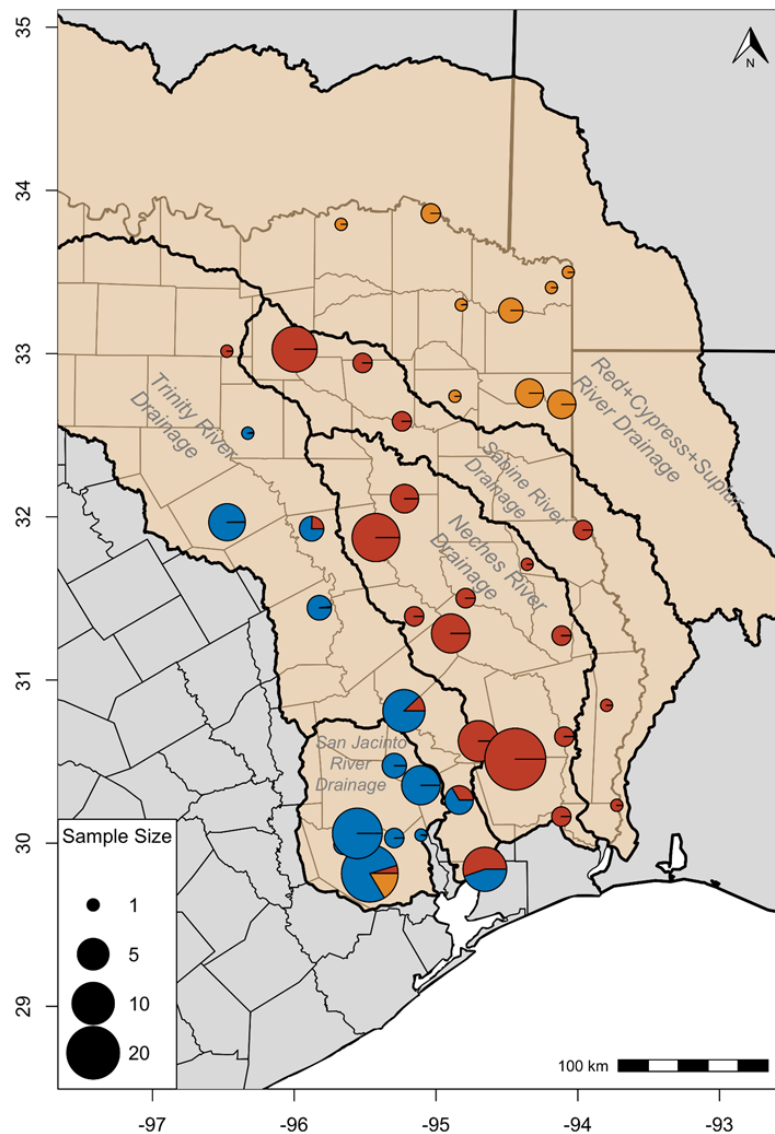 35
N
34
33
32
31
30
29
Red+Cypress+Suplur
River Drainage
Trinity River
Drainage
Sabine River
Drainage
Neches River
Drainage
San Jacinto
River
Drainage
Sample Size
1
5
10
20
100 km
-97
-96
-95
-94
-93